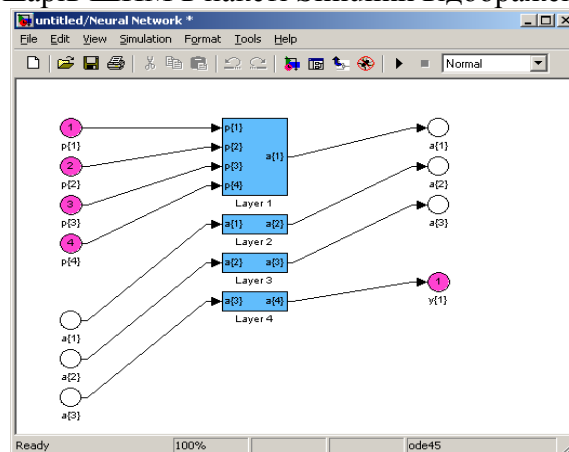 untitled/Neural Network *
File Edit View Simulation Format Tools Help
Normal
1
p{1}
2
p{2}
3
p{3}
4
p{4}
p{1}
p{2}
p{3}
p{4}
a{1}
Layer 1
a{1} a{2}
Layer 2
a{2} a{3}
Layer 3
a{3} a{4}
Layer 4
a{1}
a{2}
a{3}
a{1}
a{2}
a{3}
1
y{1}
Ready 100% ode45